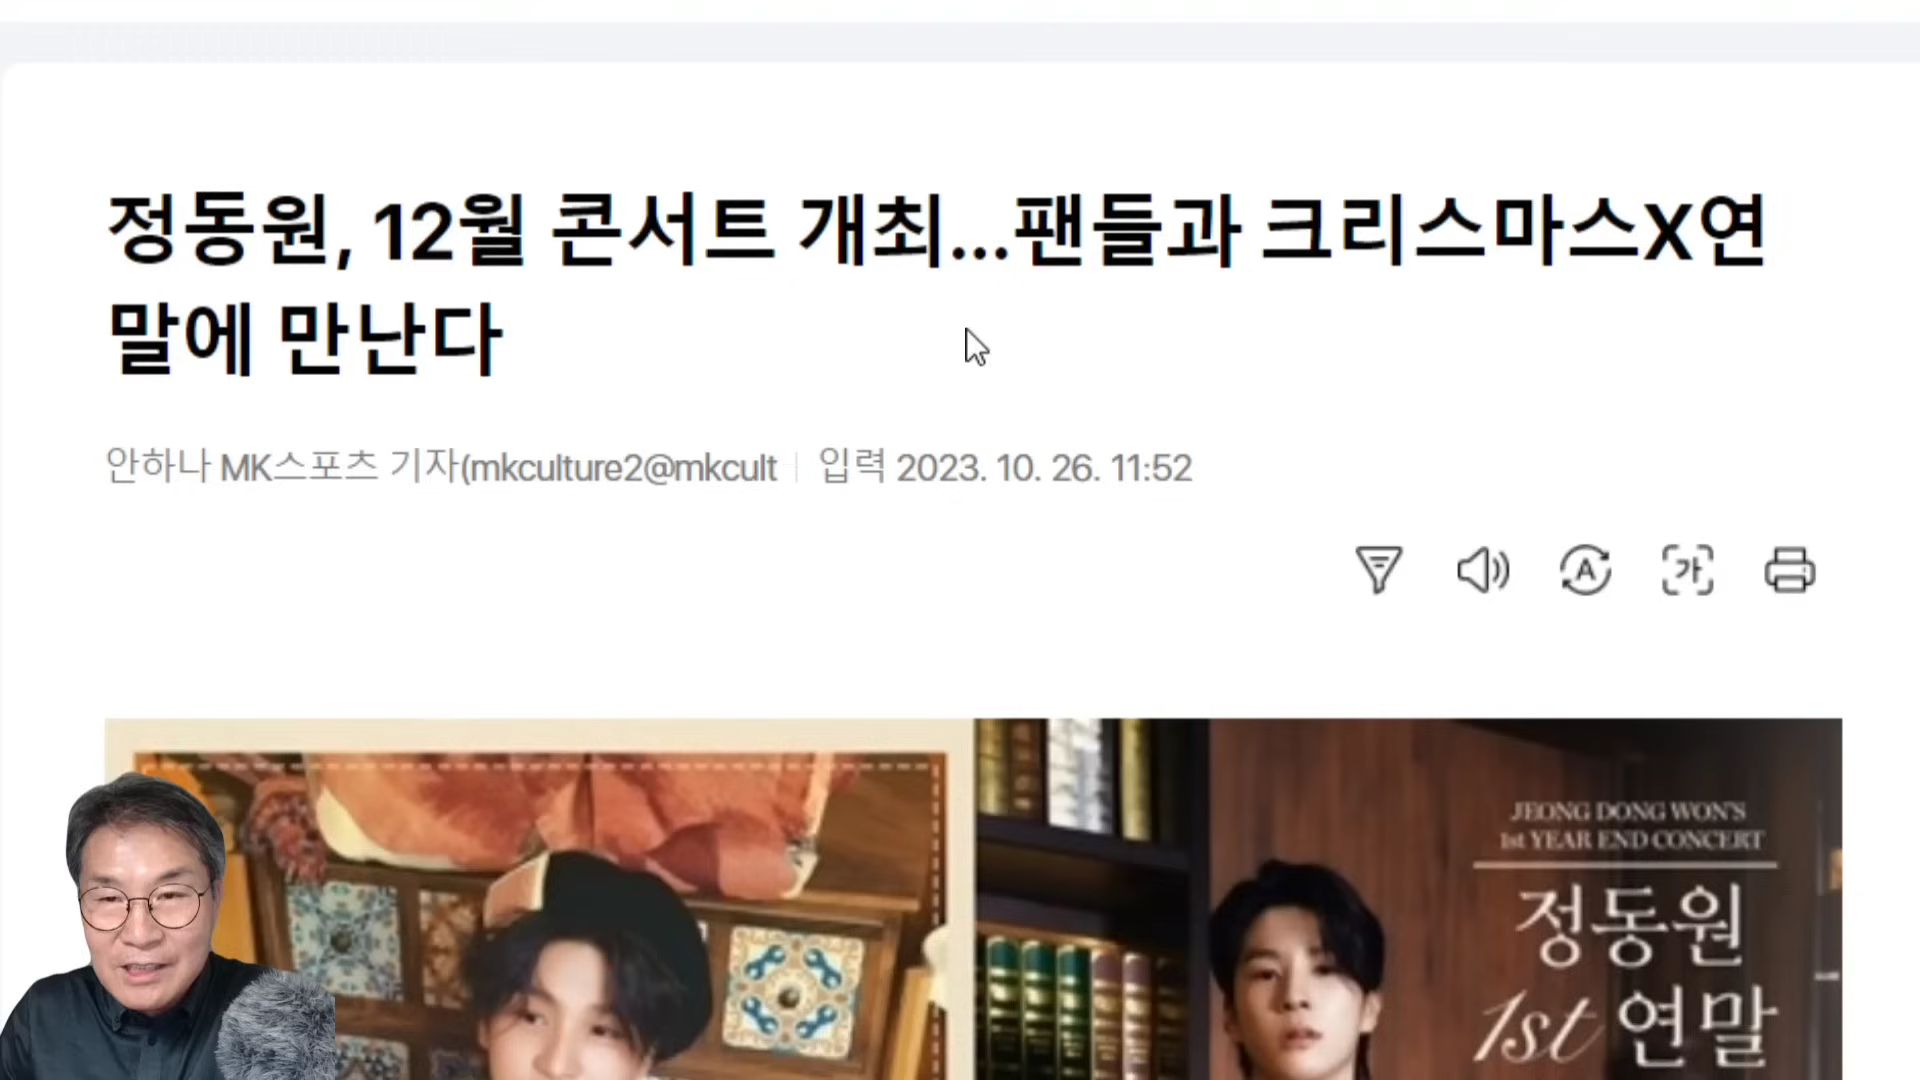 정동원, 12월 콘서트 개최...팬들과 크리스마스X연
말에 만난다
안하나 MK스포츠 기자(mkculture2@mkcult
입력 2023. 10. 26. 11:52
A
가
JEONG DONG WON'S
1st YEAR END CONCERT
정동원
1st 연말